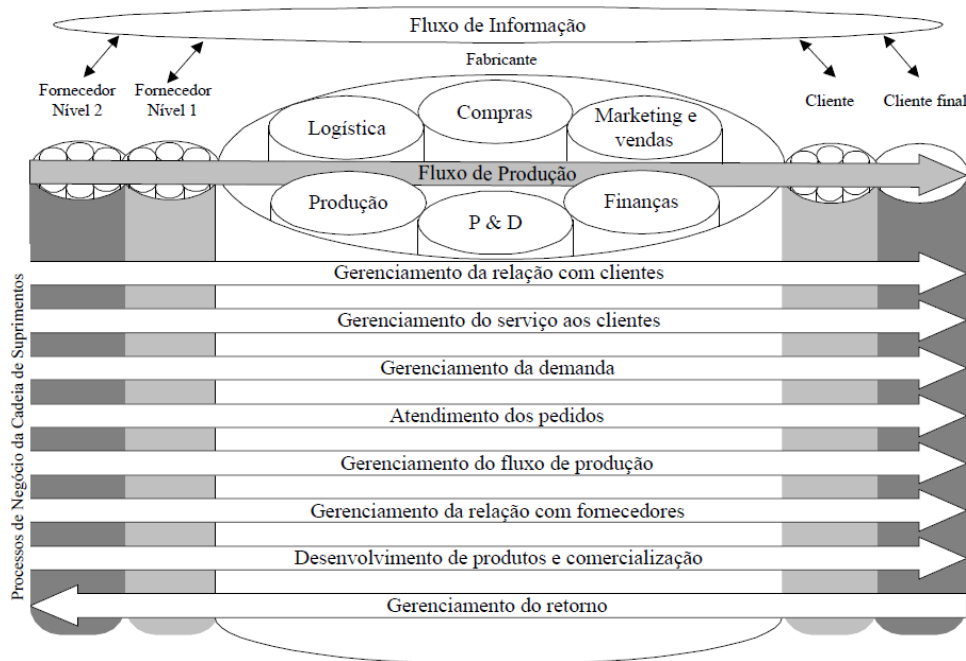 Fluxo de Informação
Fabricante
Fornecedor
Nível 2
Fornecedor
Nível 1
Cliente
Cliente final
Logística
Compras
Marketing e
vendas
Fluxo de Produção
Produção
P & D
Finanças
Processos de Negócio da Cadeia de Suprimentos
Gerenciamento da relação com clientes
Gerenciamento do serviço aos clientes
Gerenciamento da demanda
Atendimento dos pedidos
Gerenciamento do fluxo de produção
Gerenciamento da relação com fornecedores
Desenvolvimento de produtos e comercialização
Gerenciamento do retorno